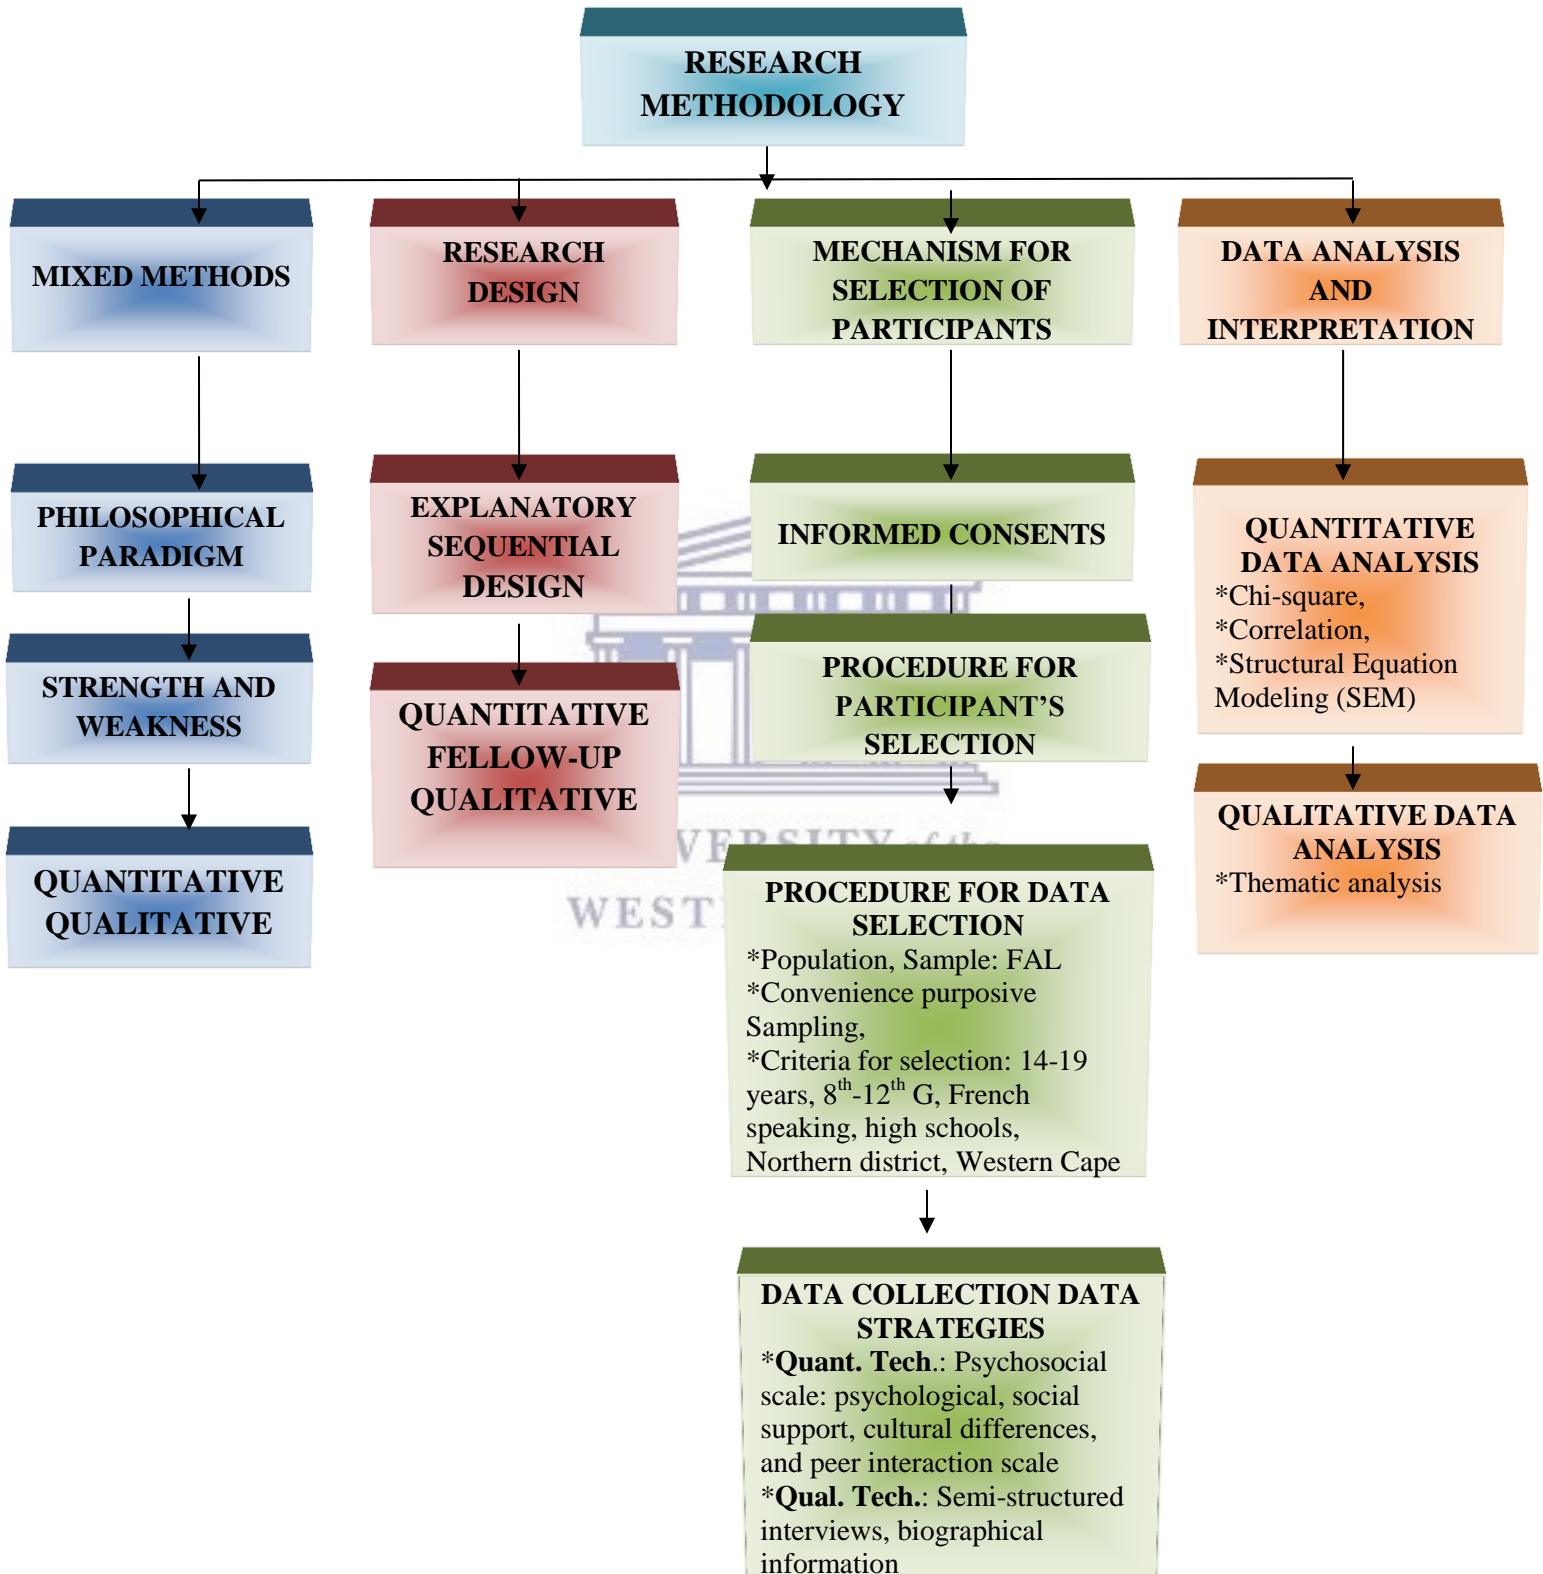 RESEARCH
METHODOLOGY
MIXED METHODS
RESEARCH
DESIGN
MECHANISM FOR
SELECTION OF
PARTICIPANTS
DATA ANALYSIS
AND
INTERPRETATION
PHILOSOPHICAL
PARADIGM
STRENGTH AND
WEAKNESS
QUANTITATIVE
QUALITATIVE
EXPLANATORY
SEQUENTIAL
DESIGN
QUANTITATIVE
FELLOW-UP
QUALITATIVE
INFORMED CONSENTS
PROCEDURE FOR
PARTICIPANT’S
SELECTION
PROCEDURE FOR DATA
SELECTION
*Population, Sample: FAL
*Convenience purposive
Sampling,
*Criteria for selection: 14-19
years, 8th-12th G, French
speaking, high schools,
Northern district, Western Cape
DATA COLLECTION DATA
STRATEGIES
*Quant. Tech.: Psychosocial
scale: psychological, social
support, cultural differences,
and peer interaction scale
*Qual. Tech.: Semi-structured
interviews, biographical
information
QUANTITATIVE
DATA ANALYSIS
*Chi-square,
*Correlation,
*Structural Equation
Modeling (SEM)
QUALITATIVE DATA
ANALYSIS
*Thematic analysis